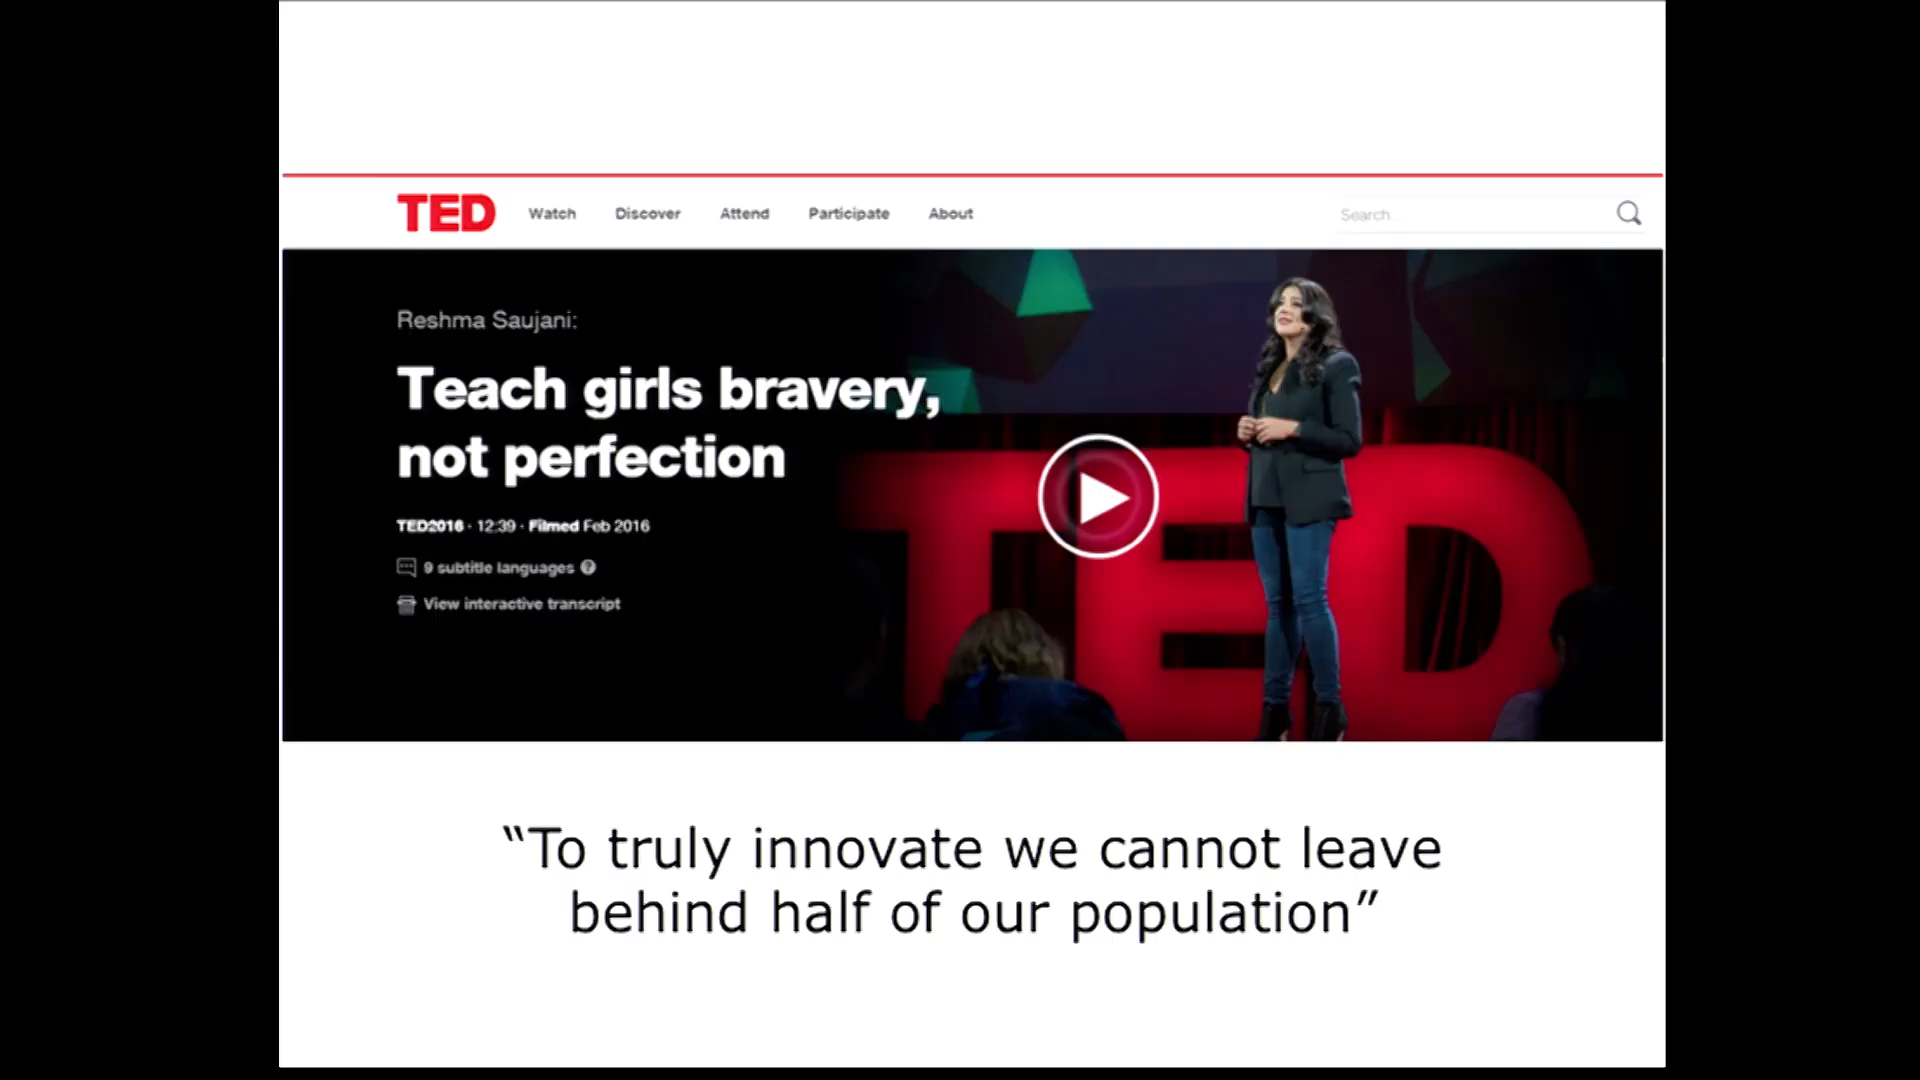 TED Watch Discover Attend Participate About Search...
Reshma Saujani:
Teach girls bravery,
not perfection
TED2016 · 12:39 · Filmed Feb 2016
9 subtitle languages ?
View interactive transcript
TED
“To truly innovate we cannot leave
behind half of our population”